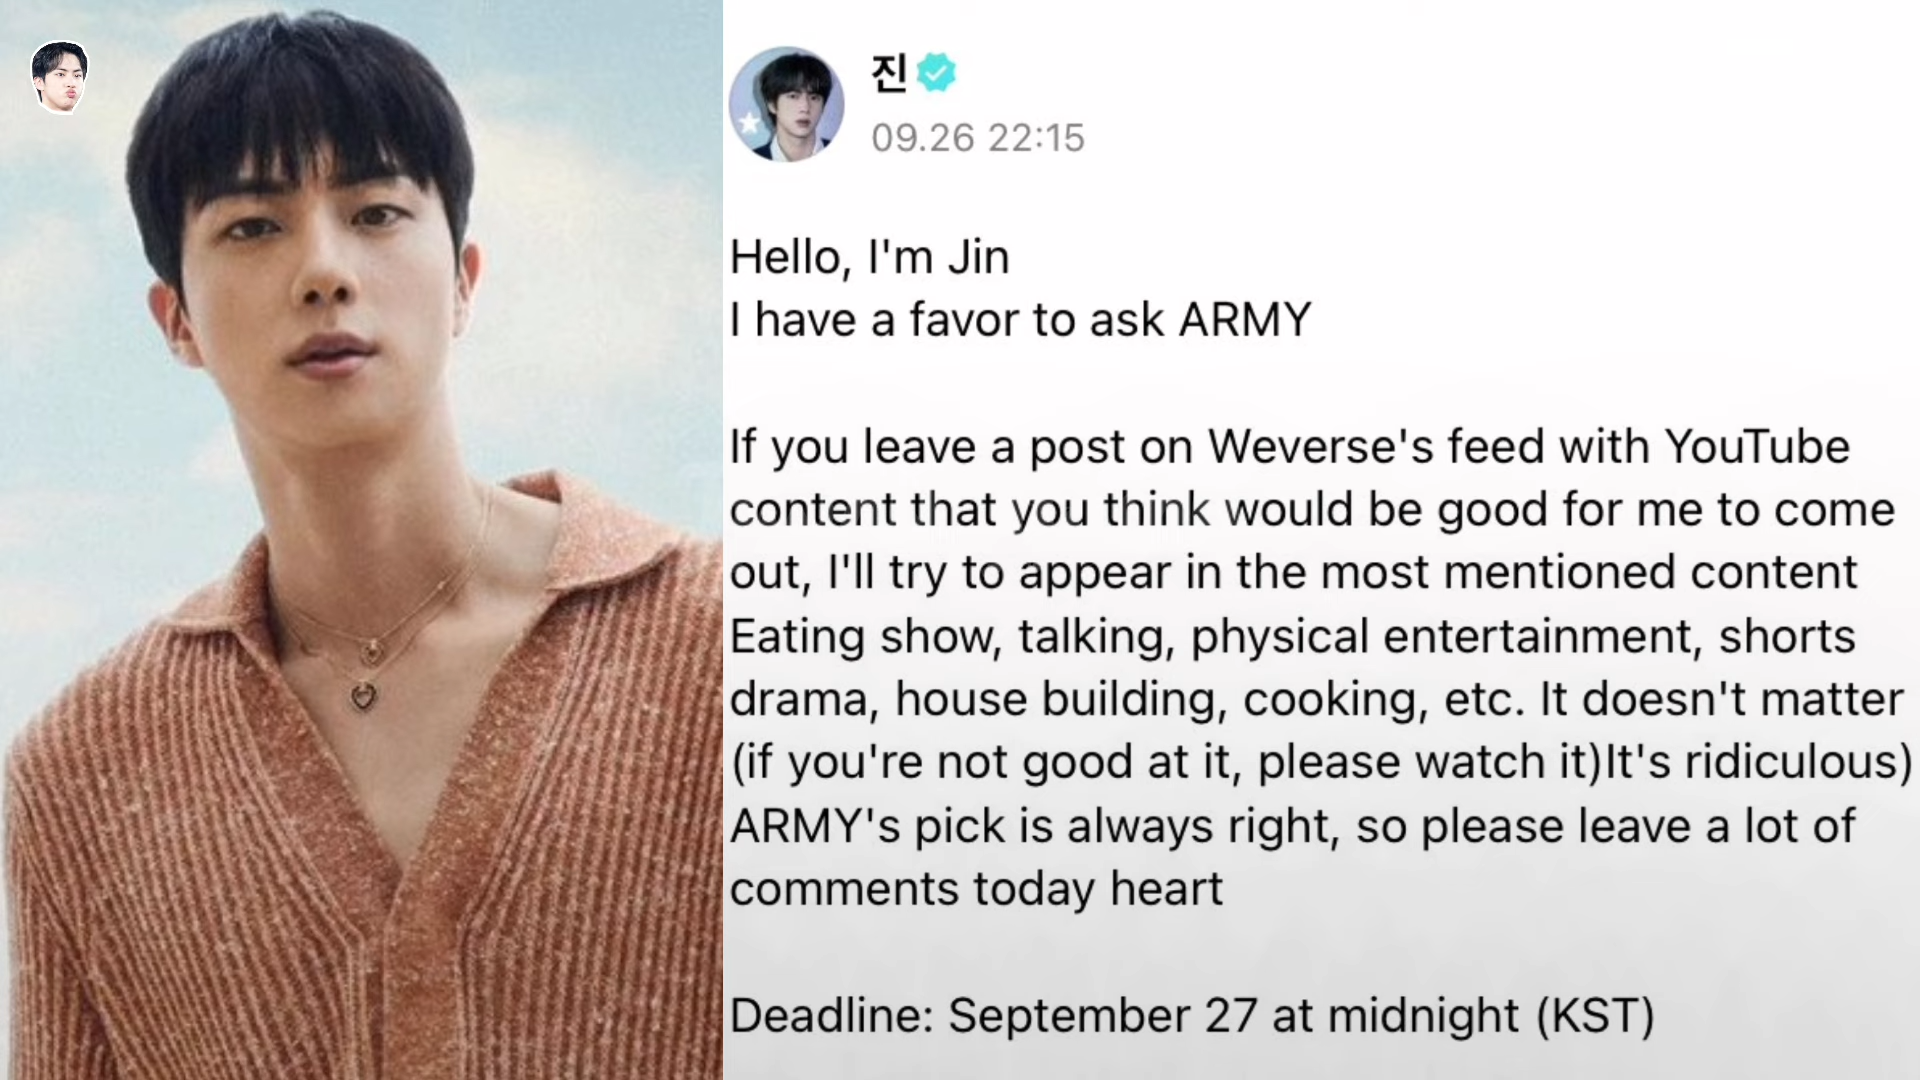 진
09.26 22:15
Hello, I'm Jin
I have a favor to ask ARMY
If you leave a post on Weverse's feed with YouTube
content that you think would be good for me to come
out, I'll try to appear in the most mentioned content
Eating show, talking, physical entertainment, shorts
drama, house building, cooking, etc. It doesn't matter
(if you're not good at it, please watch it)It's ridiculous)
ARMY's pick is always right, so please leave a lot of
comments today heart
Deadline: September 27 at midnight (KST)